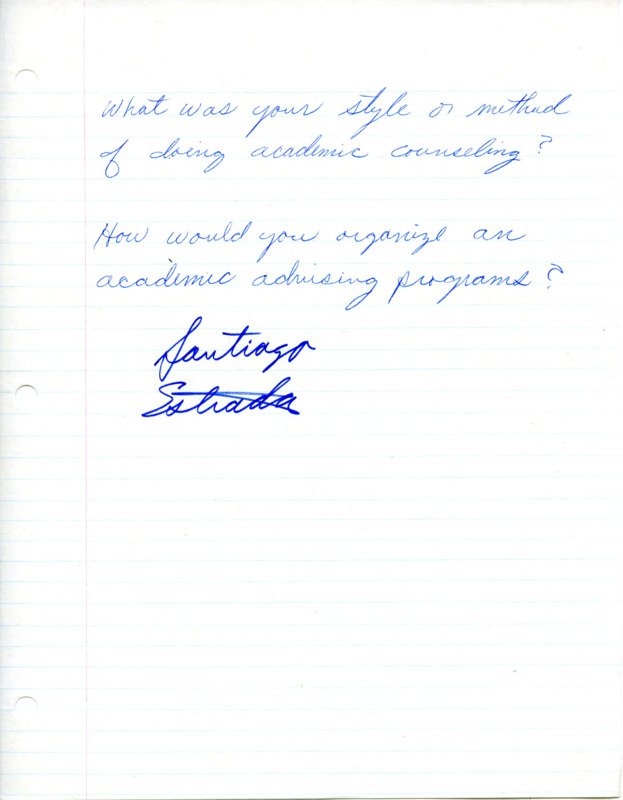 What was your style or method
of doing academic counseling?
How would you organize an
academic advising programs?
Santiago
Estrada